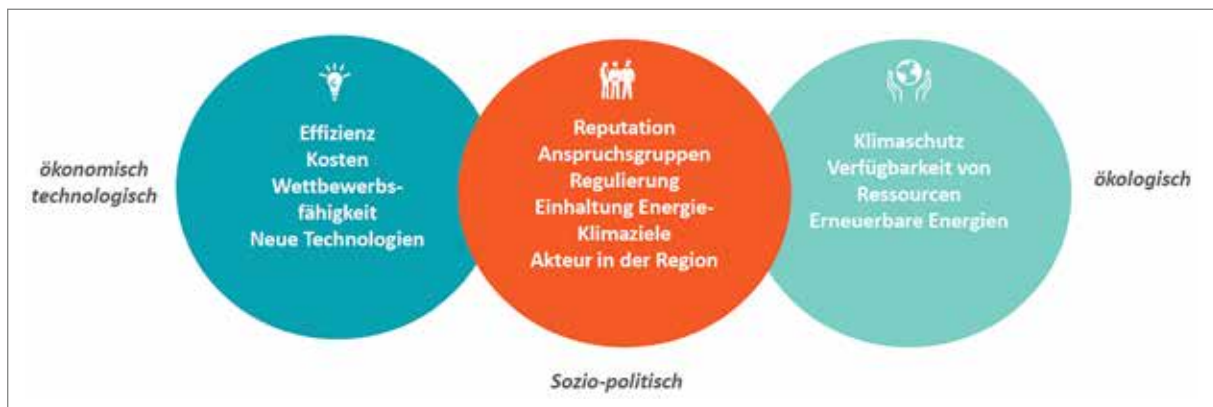 ökonomisch
technologisch
Effizienz
Kosten
Wettbewerbs-
fähigkeit
Neue Technologien
Reputation
Anspruchsgruppen
Regulierung
Einhaltung Energie-
Klimaziele
Akteur in der Region
Klimaschutz
Verfügbarkeit von
Ressourcen
Erneuerbare Energien
ökologisch
Sozio-politisch